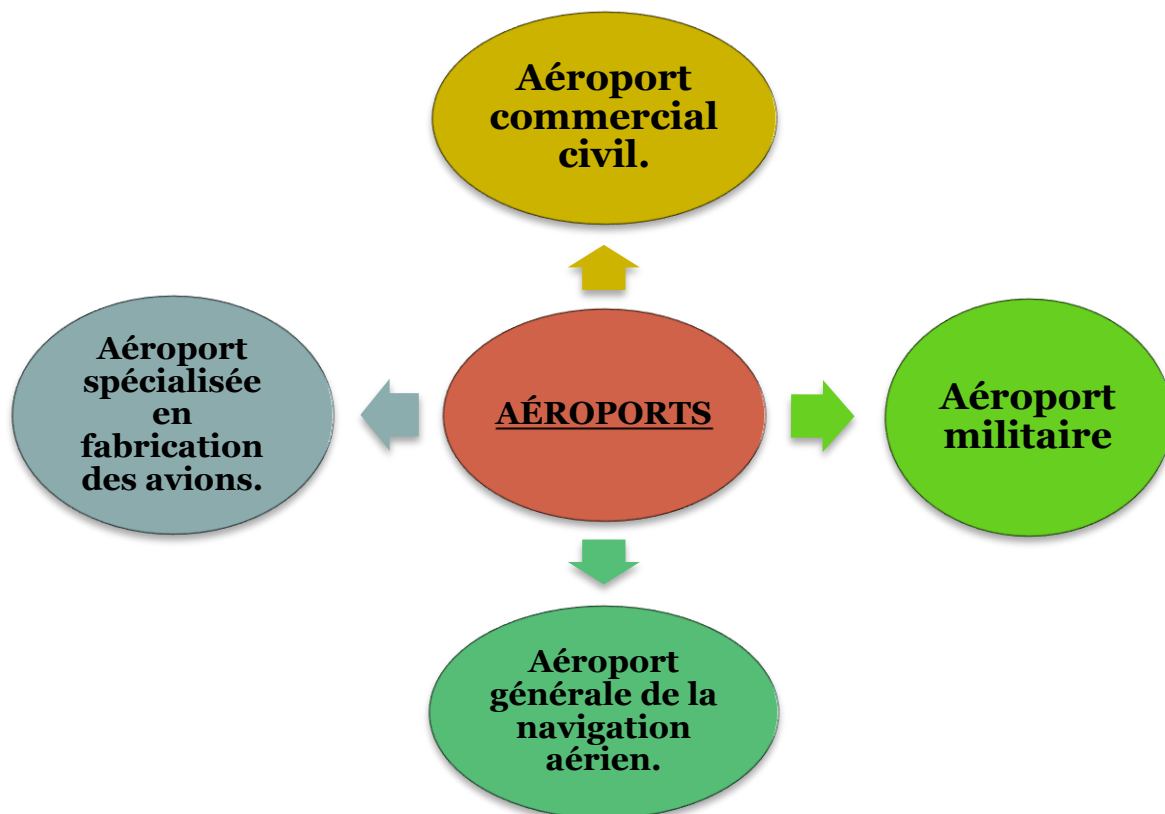 Aéroport
commercial
civil.
Aéroport
spécialisée
en
fabrication
des avions.
AÉROPORTS
Aéroport
militaire
Aéroport
générale de la
navigation
aérien.